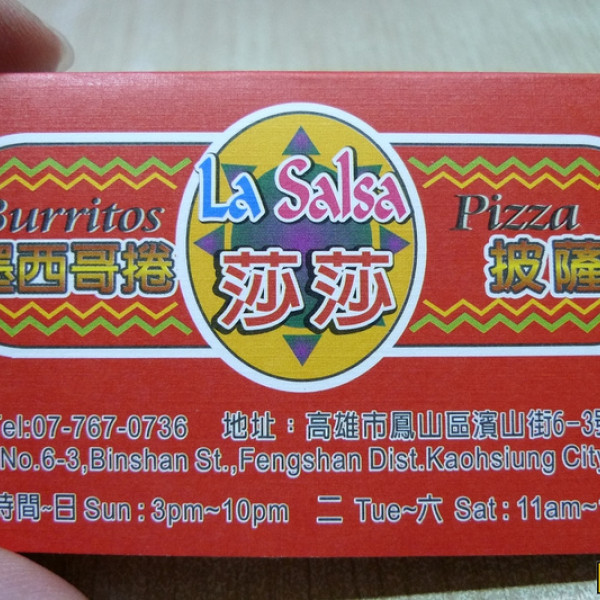 La Salsa
Burritos
Pizza
墨西哥捲
莎莎
披薩
Tel:07-767-0736 地址：高雄市鳳山區濱山街6-3號
No.6-3,Binshan St.,Fengshan Dist.Kaohsiung City
時間~日 Sun : 3pm~10pm 二 Tue~六 Sat : 11am~